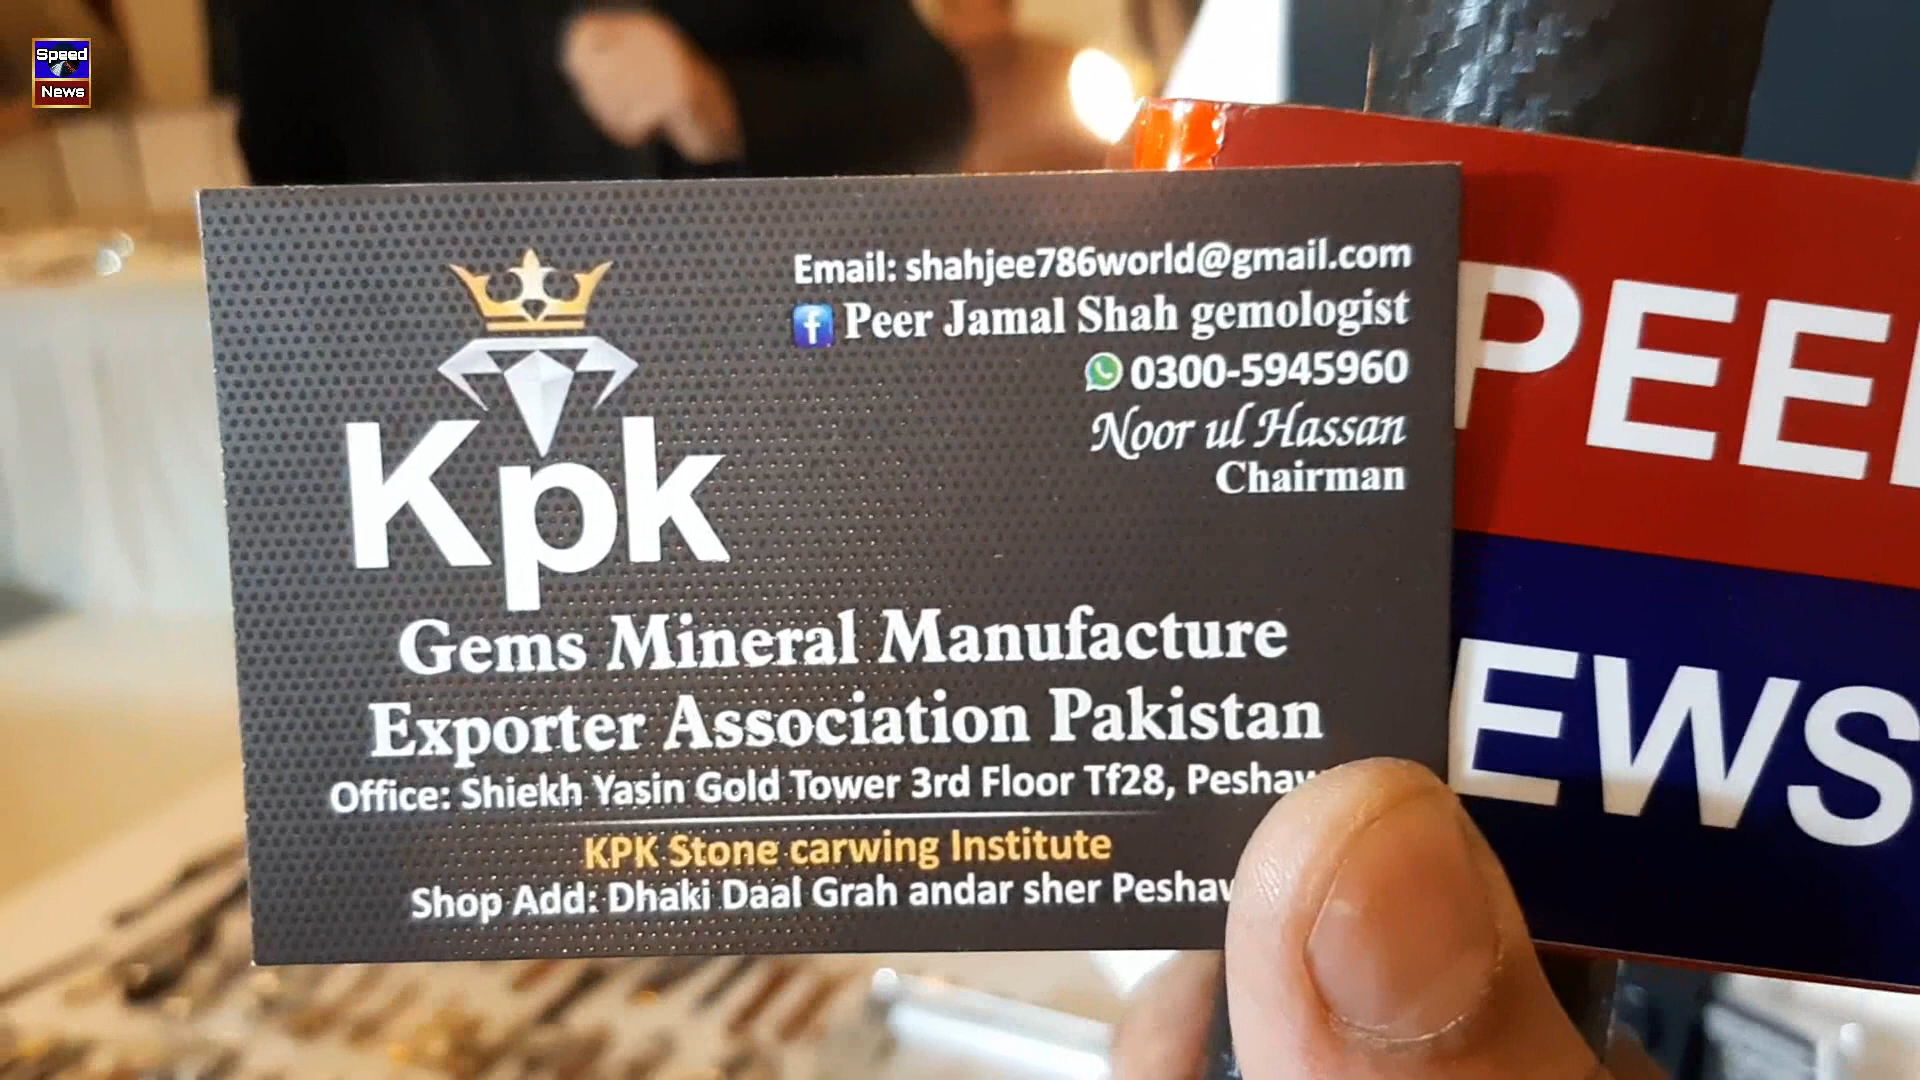 Speed
News
Email: shahjee786world@gmail.com
Peer Jamal Shah gemologist
0300-5945960
Noor ul Hassan
Chairman
Kpk
Gems Mineral Manufacture
Exporter Association Pakistan
Office: Shiekh Yasin Gold Tower 3rd Floor Tf28, Peshaw
KPK Stone carwing Institute
Shop Add: Dhaki Daal Grah andar sher Peshaw
PEE
EWS